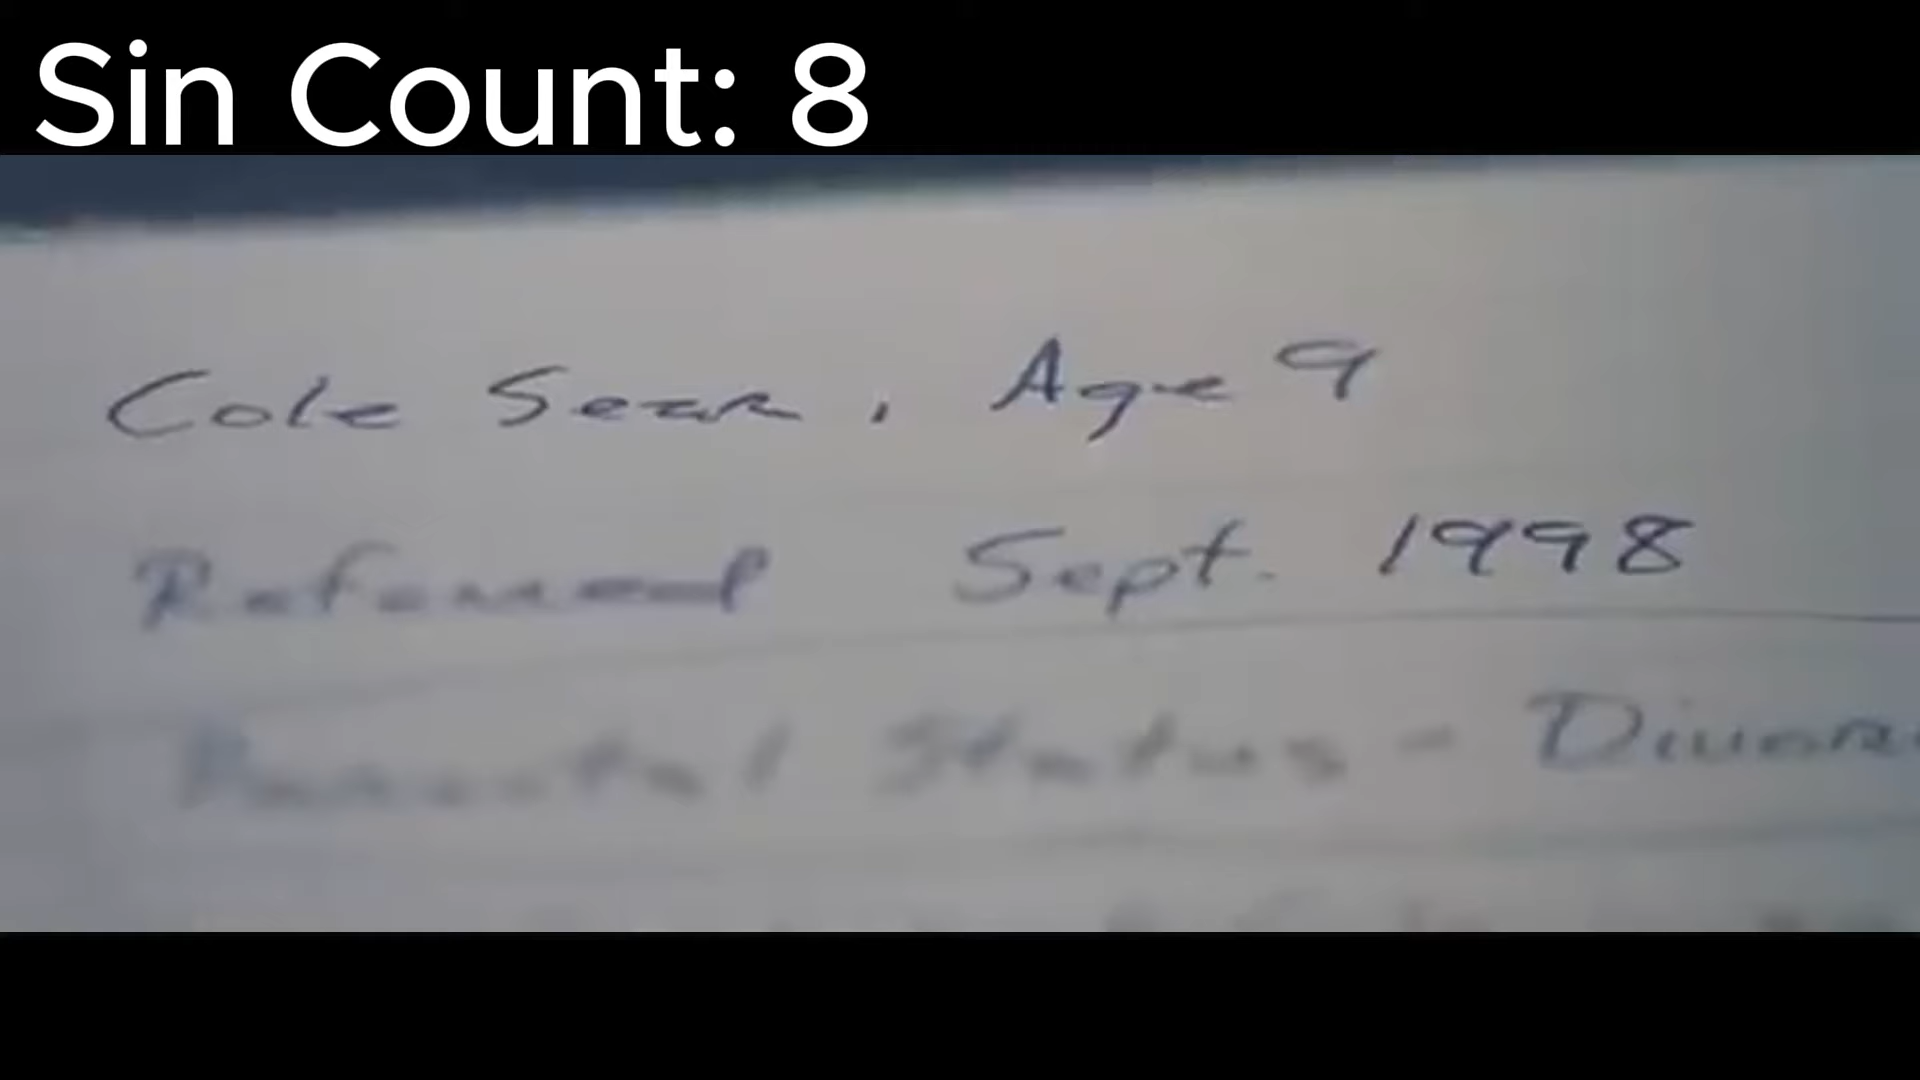 Sin Count: 8
Cole Sear, Age 9
Referred Sept. 1998
Parental Status - Divorc